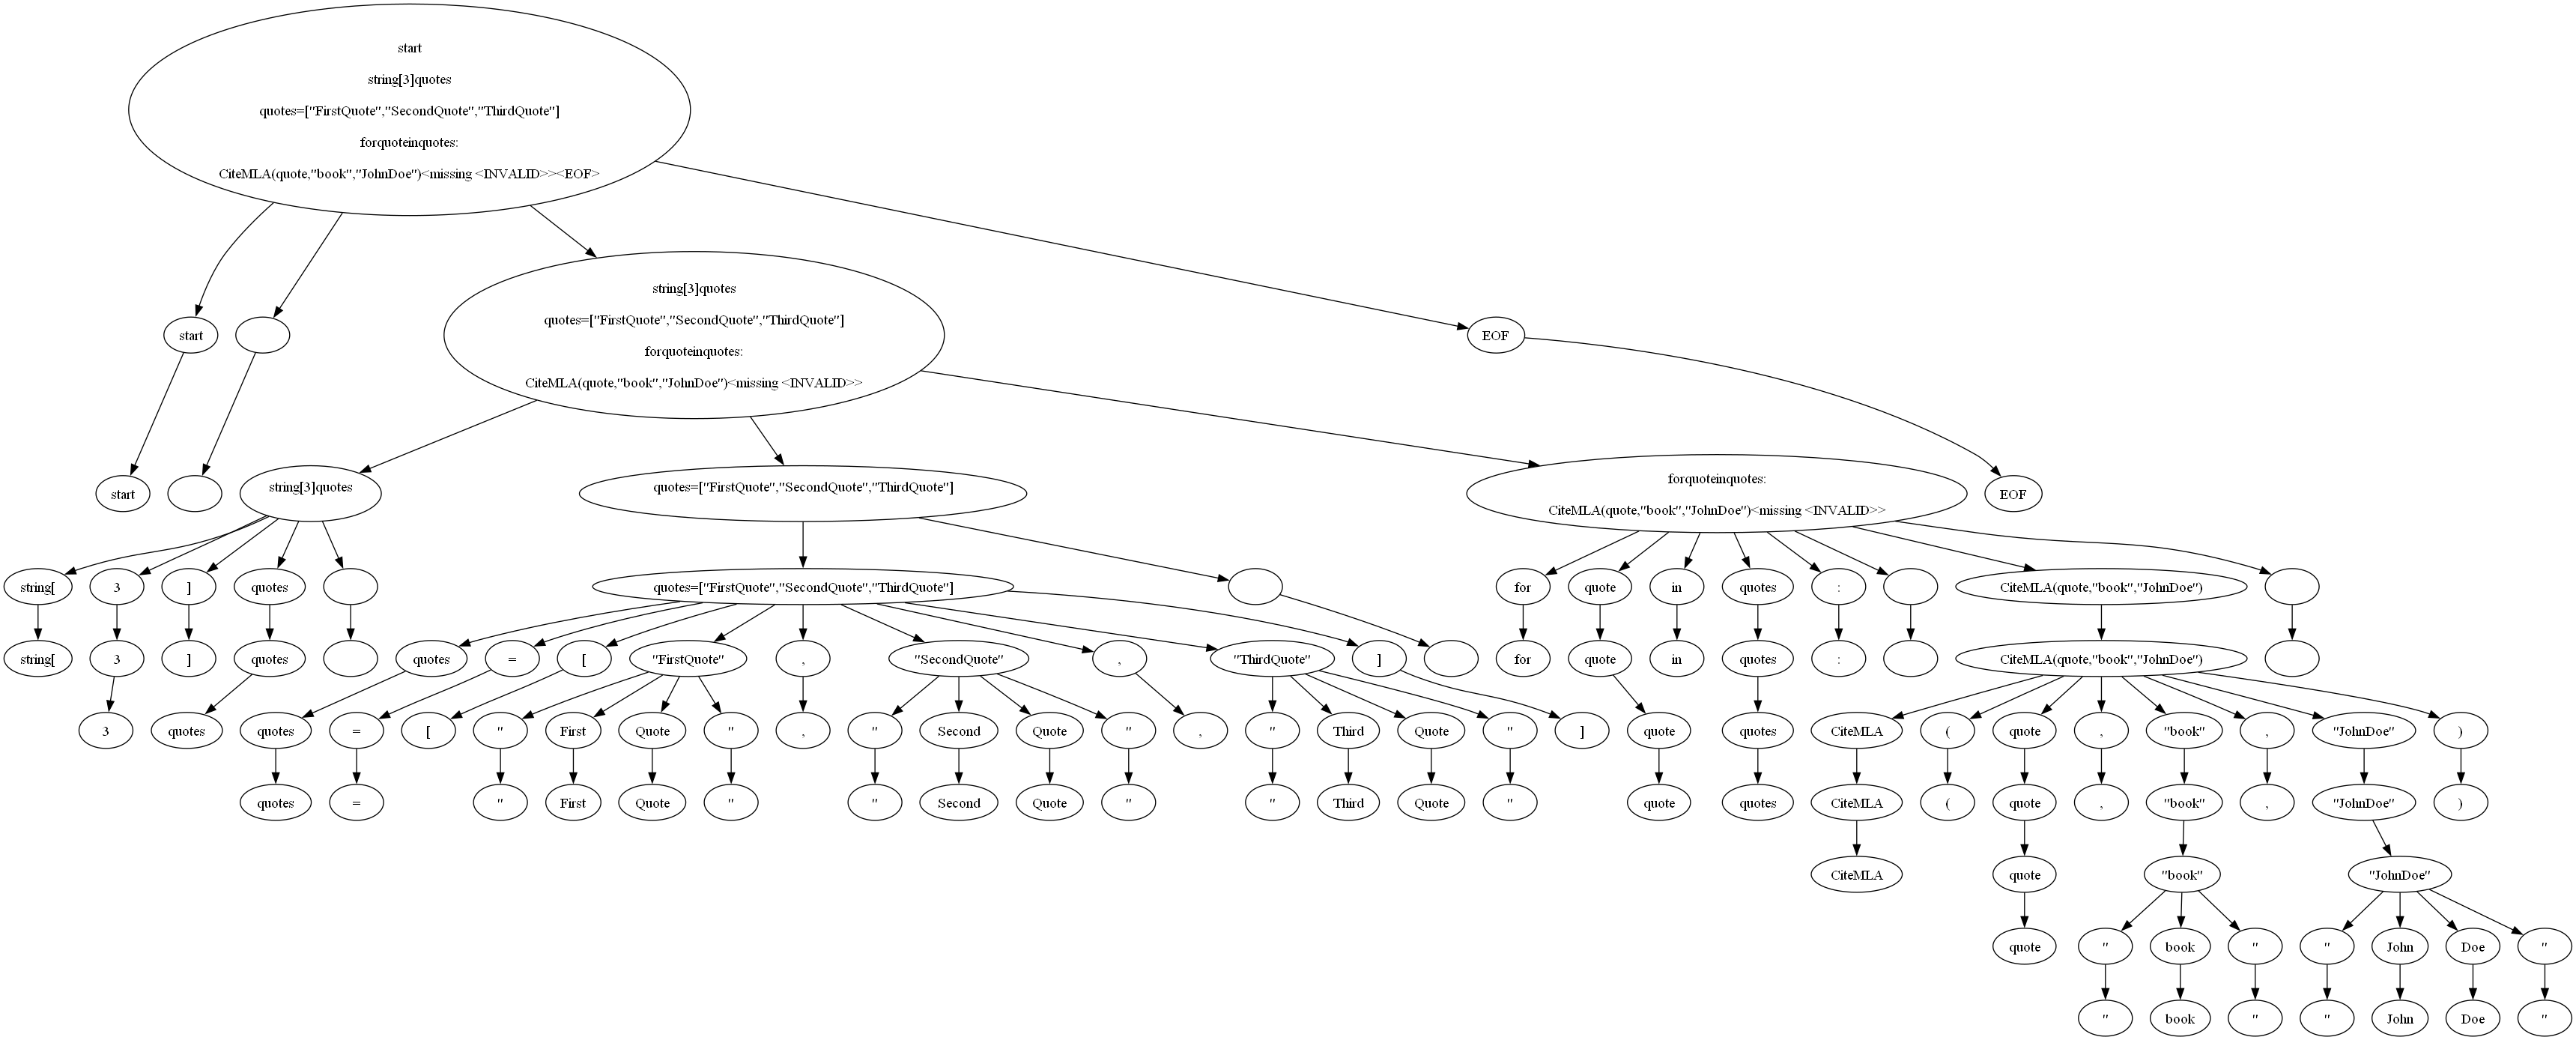 start
string[3]quotes
quotes=["FirstQuote","SecondQuote","ThirdQuote"]
forquoteinquotes:
CiteMLA(quote,"book","JohnDoe")<missing <INVALID>><EOF>
string[3]quotes
quotes=["FirstQuote","SecondQuote","ThirdQuote"]
forquoteinquotes:
CiteMLA(quote,"book","JohnDoe")<missing <INVALID>>
start
EOF
start
string[3]quotes
quotes=["FirstQuote","SecondQuote","ThirdQuote"]
forquoteinquotes:
CiteMLA(quote,"book","JohnDoe")<missing <INVALID>>
EOF
string[ 3 ] quotes
quotes=["FirstQuote","SecondQuote","ThirdQuote"]
for quote in quotes : CiteMLA(quote,"book","JohnDoe")
string[ 3 ] quotes quotes = [ "FirstQuote" , "SecondQuote" , "ThirdQuote" ] for quote in quotes : CiteMLA(quote,"book","JohnDoe")
3 quotes quotes = [ " First Quote " , " Second Quote " , " Third Quote " ] quote quotes CiteMLA ( quote , "book" , "JohnDoe" )
quotes = " First Quote " " Second Quote " " Third Quote " quote quotes CiteMLA ( quote , "book" , "JohnDoe" )
CiteMLA quote "book" "JohnDoe"
quote " book " " John Doe "
" book " " John Doe "